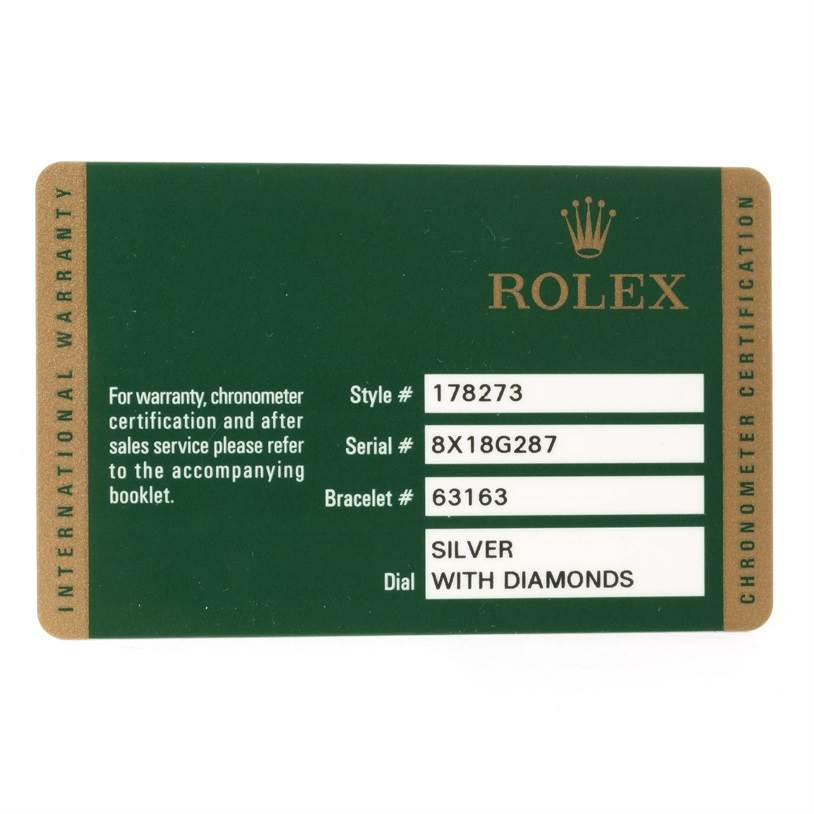 INTERNATIONAL WARRANTY
ROLEX
For warranty, chronometer
certification and after
sales service please refer
to the accompanying
booklet.
Style # 178273
Serial # 8X18G287
Bracelet # 63163
Dial SILVER
WITH DIAMONDS
CHRONOMETER CERTIFICATION